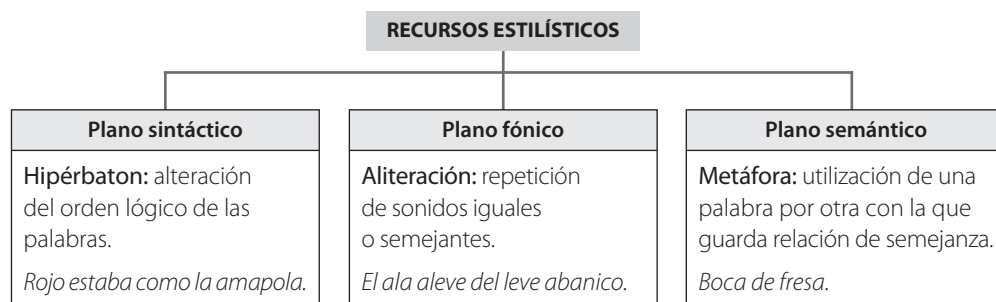 RECURSOS ESTILÍSTICOS
Plano sintáctico
Hipérbaton: alteración
del orden lógico de las
palabras.
Rojo estaba como la amapola.
Plano fónico
Aliteración: repetición
de sonidos iguales
o semejantes.
El ala aleve del leve abanico.
Plano semántico
Metáfora: utilización de una
palabra por otra con la que
guarda relación de semejanza.
Boca de fresa.